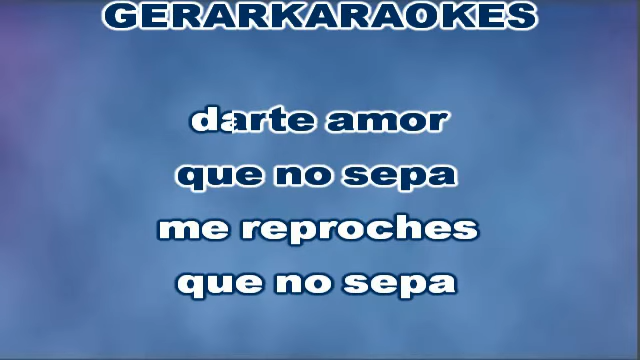 GERARKARAOKES
darte amor
que no sepa
me reproches
que no sepa